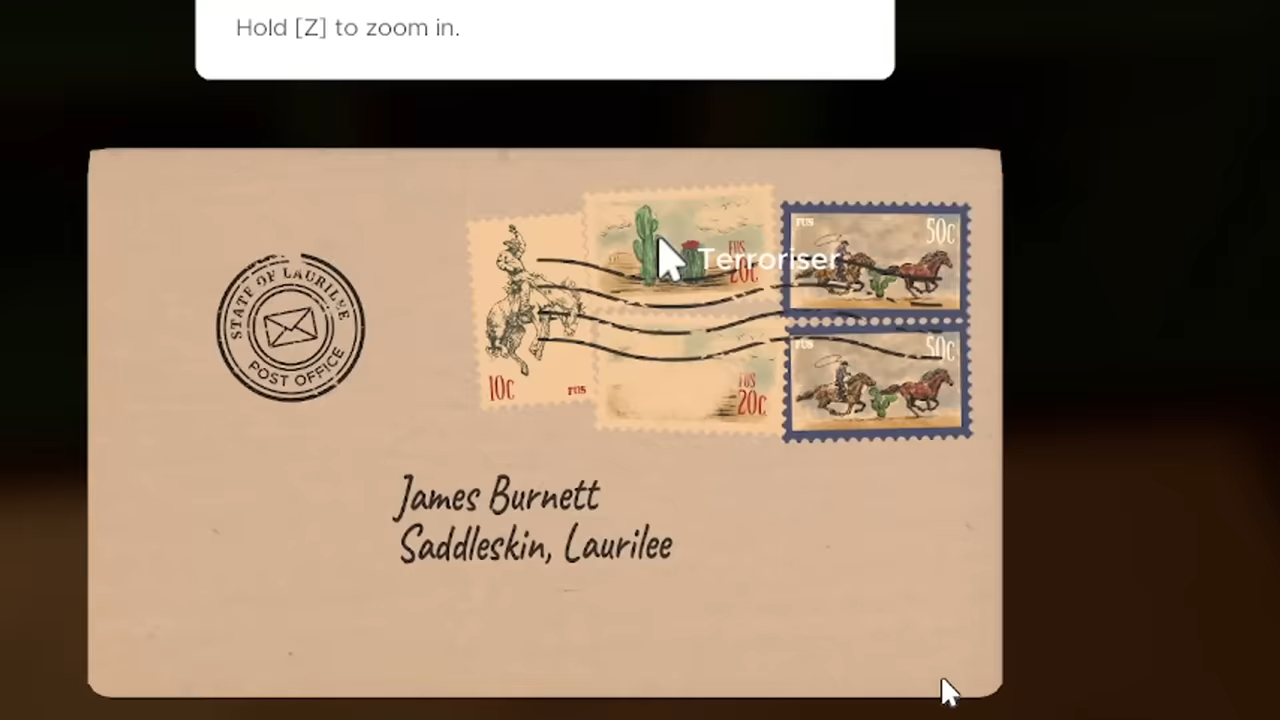 Hold [Z] to zoom in.
STATE OF LAURILEE
POST OFFICE
10c
FUS
FUS
20c
Terroriser
FUS
20c
FUS
50c
FUS
50c
James Burnett
Saddleskin, Laurilee